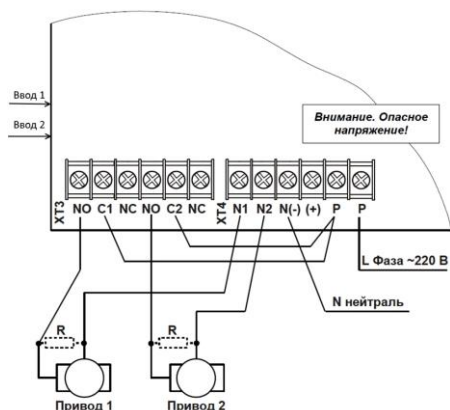 Ввод 1
Ввод 2
Внимание. Опасное
напряжение!
XT3 NO C1 NC NO C2 NC XT4 N1 N2 N(-) (+) P P
L Фаза ~220 В
N нейтраль
R R
Привод 1 Привод 2